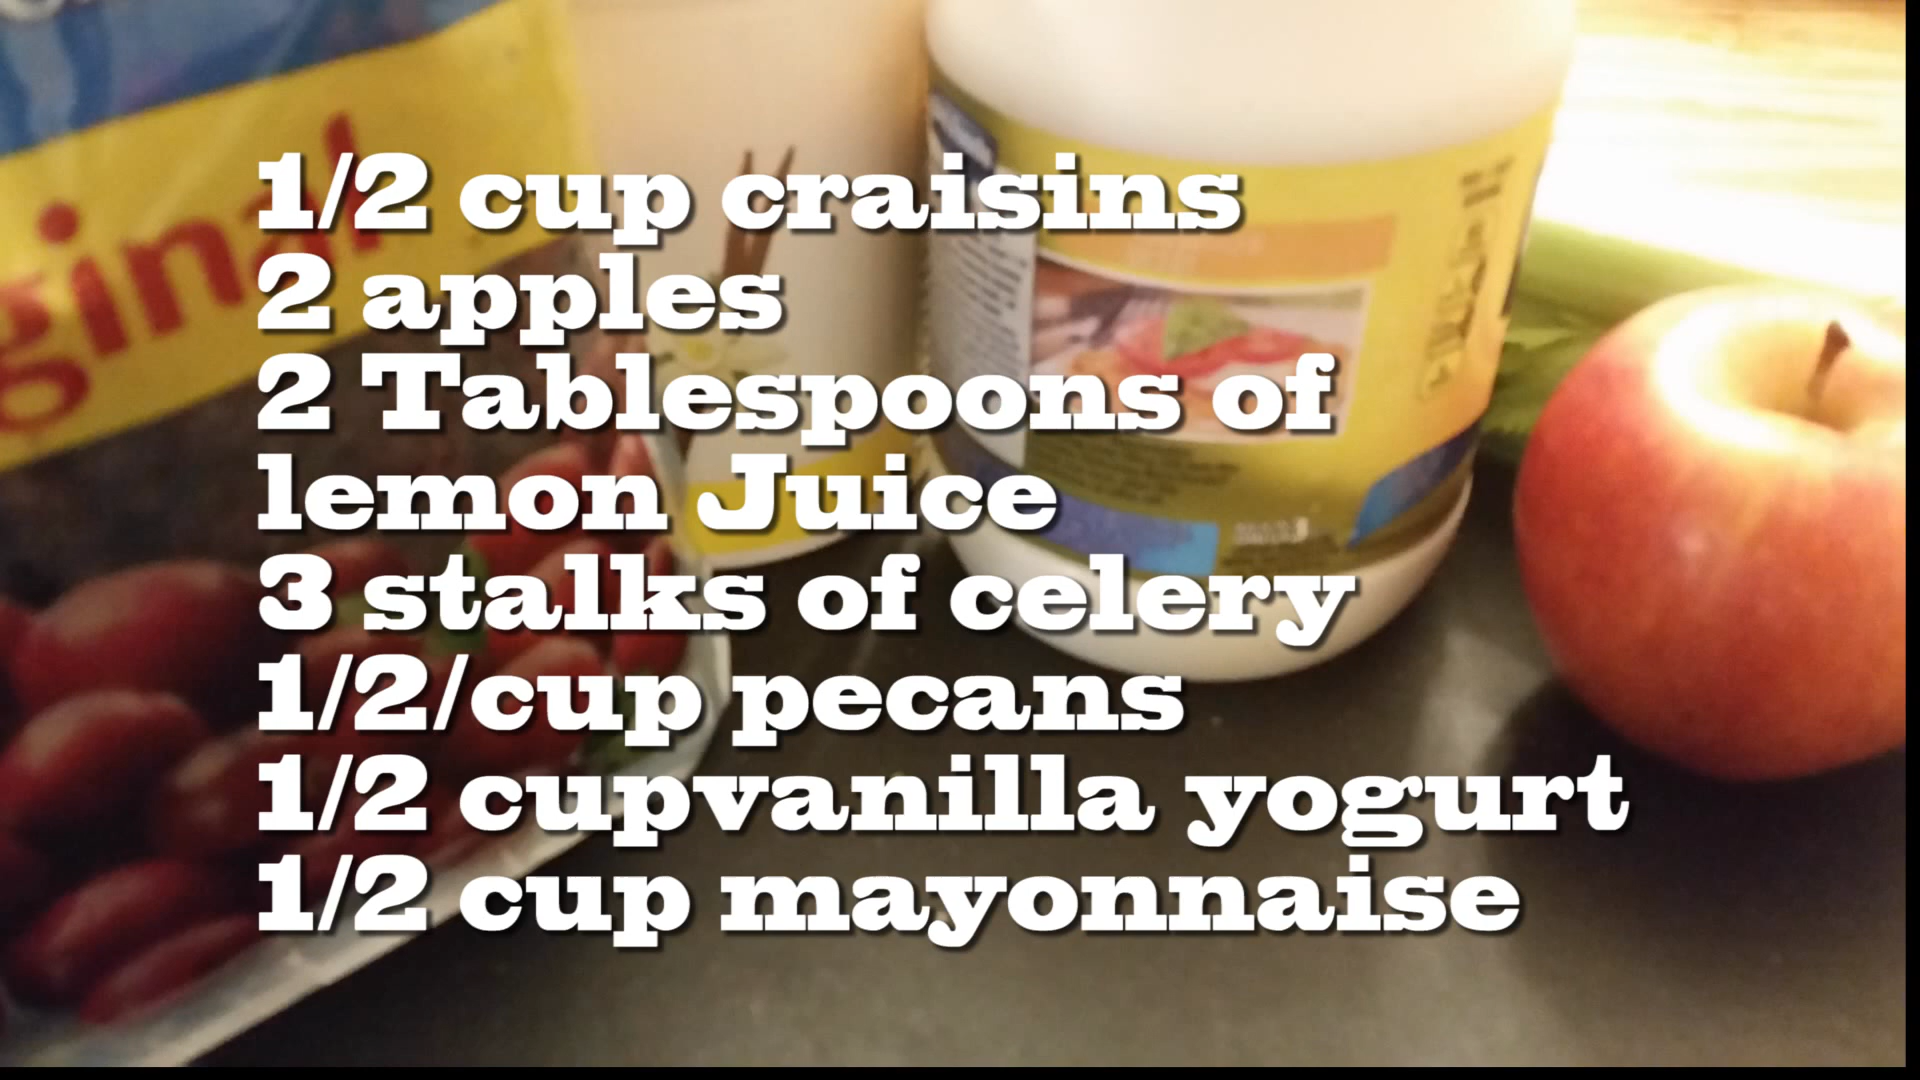 ginal
1/2 cup craisins
2 apples
2 Tablespoons of
lemon Juice
3 stalks of celery
1/2/cup pecans
1/2 cupvanilla yogurt
1/2 cup mayonnaise